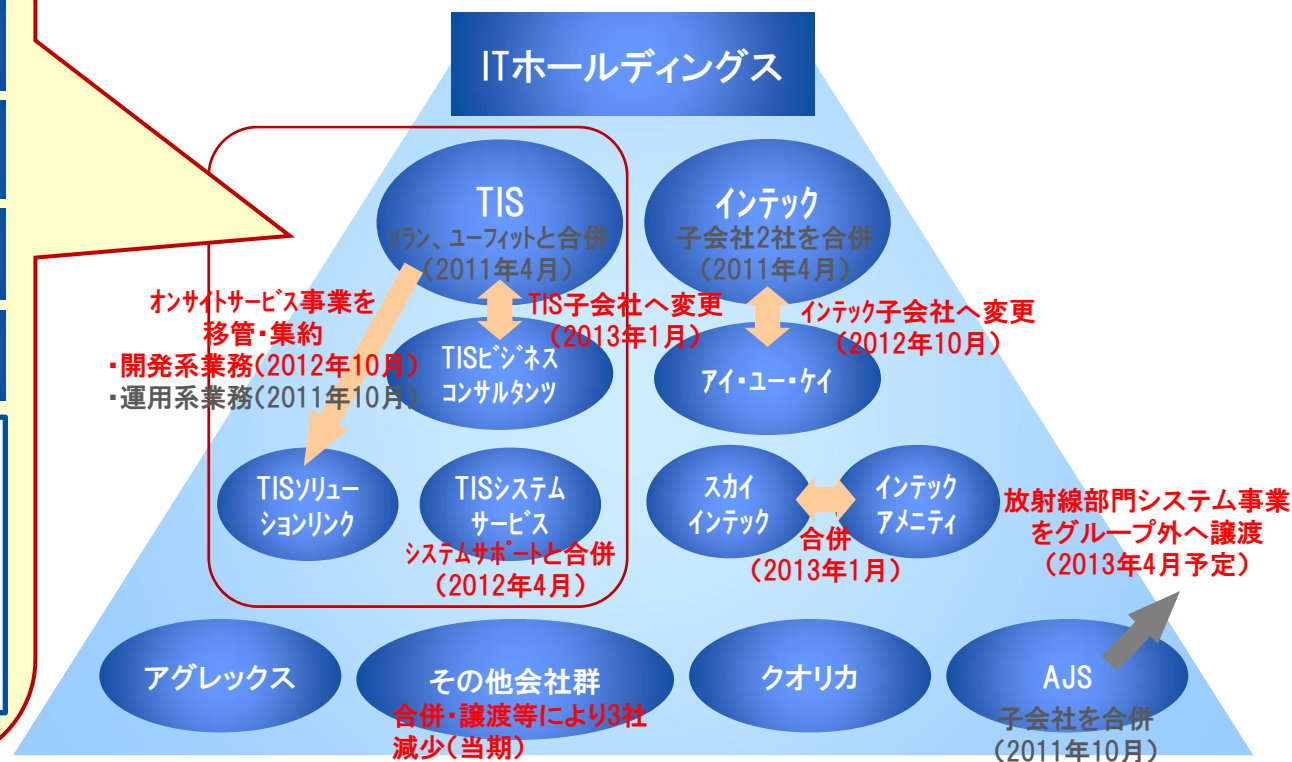 ITホールディングス
TIS
ソラン、ユーフィットと合併
（2011年4月）
インテック
子会社2社を合併
（2011年4月）
オンサイトサービス事業を
移管・集約
・開発系業務（2012年10月）
・運用系業務（2011年10月）
TIS子会社へ変更
（2013年1月）
インテック子会社へ変更
（2012年10月）
TISビジネス
コンサルタンツ
アイ・ユー・ケイ
TISソリュー
ションリンク
TISシステム
サービス
システムサポートと合併
（2012年4月）
スカイ
インテック
インテック
アメニティ
合併
（2013年1月）
放射線部門システム事業
をグループ外へ譲渡
（2013年4月予定）
アグレックス
その他会社群
合併・譲渡等により3社
減少（当期）
クオリカ
AJS
子会社を合併
（2011年10月）